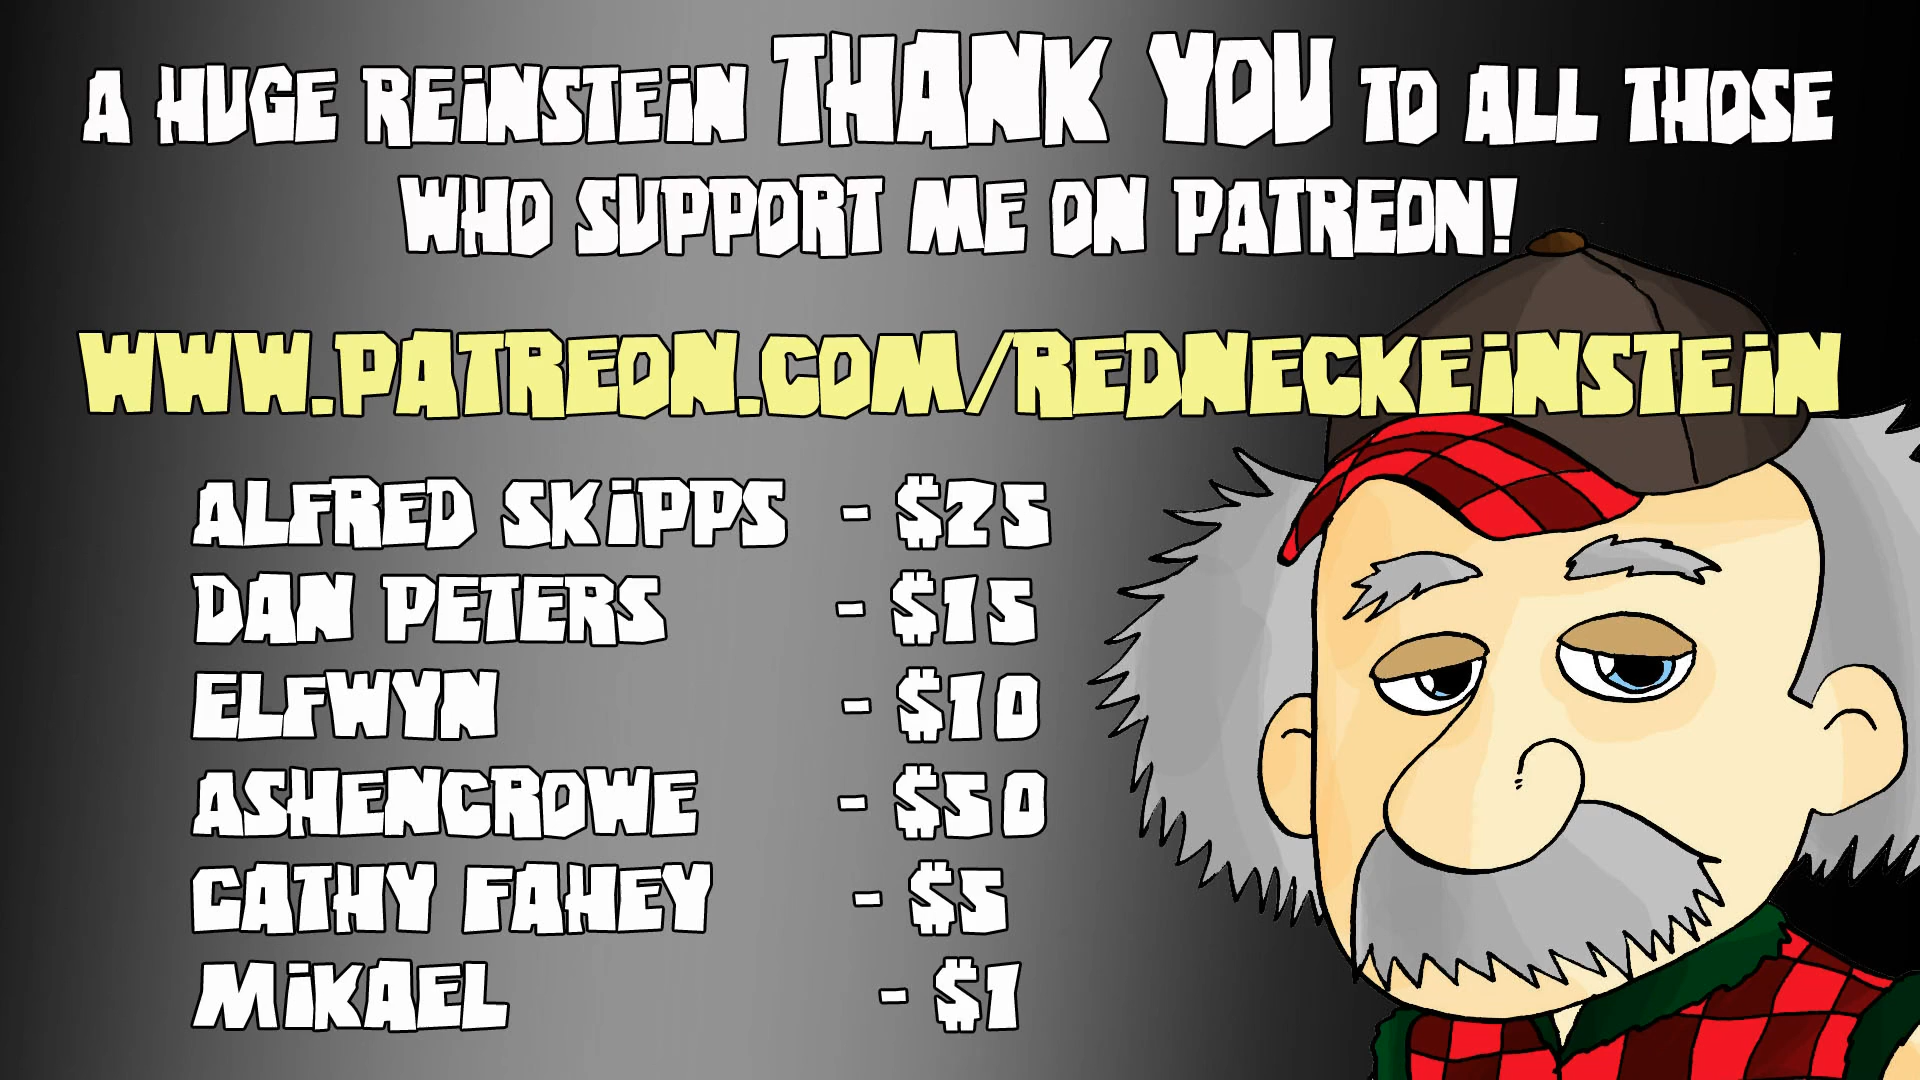 A HUGE REINSTEIN THANK YOU TO ALL THOSE
WHO SUPPORT ME ON PATREON!
WWW.PATREON.COM/REDNECKEINSTEIN
ALFRED SKIPPS - $25
DAN PETERS - $15
ELFWYN - $10
ASHENCROWE - $50
CATHY FAHEY - $5
MIKAEL - $1